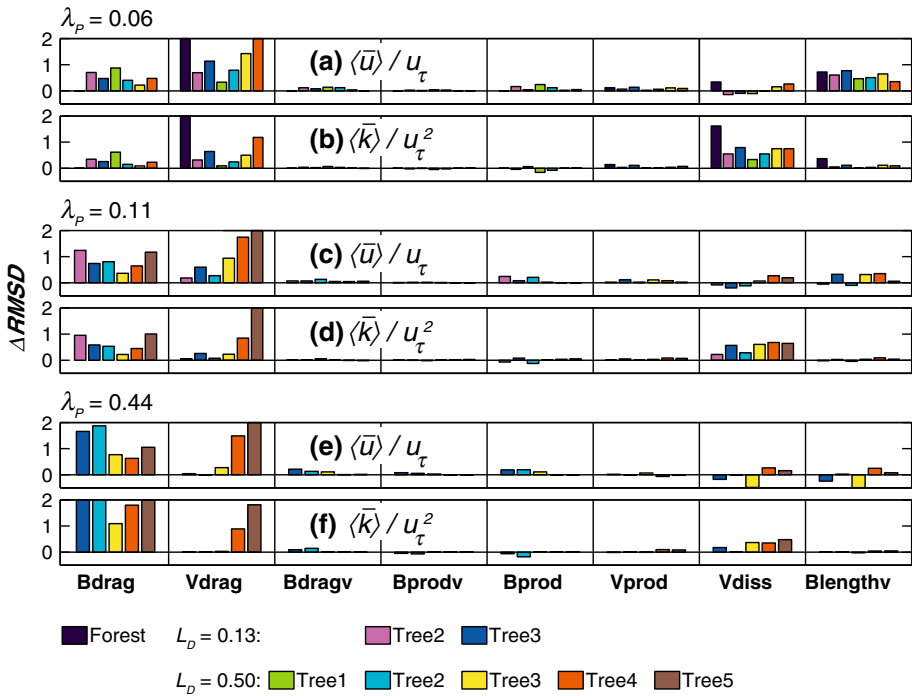 λP = 0.06
2
1
0
(a) ⟨ū⟩ / uτ
2
1
0
(b) ⟨k̄⟩ / uτ²
λP = 0.11
2
1
0
(c) ⟨ū⟩ / uτ
2
1
0
(d) ⟨k̄⟩ / uτ²
ΔRMSD
λP = 0.44
2
1
0
(e) ⟨ū⟩ / uτ
2
1
0
(f) ⟨k̄⟩ / uτ²
Bdrag Vdrag Bdragv Bprodv Bprod Vprod Vdiss Blengthv
Forest LD = 0.13: Tree2 Tree3
LD = 0.50: Tree1 Tree2 Tree3 Tree4 Tree5